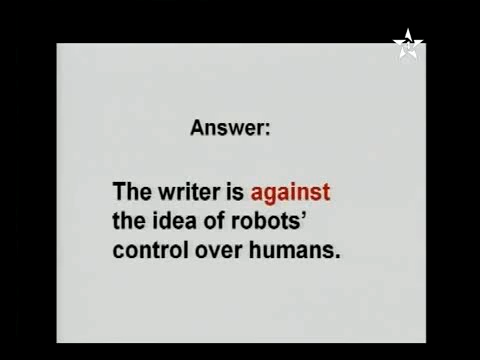 Answer:
The writer is against
the idea of robots’
control over humans.